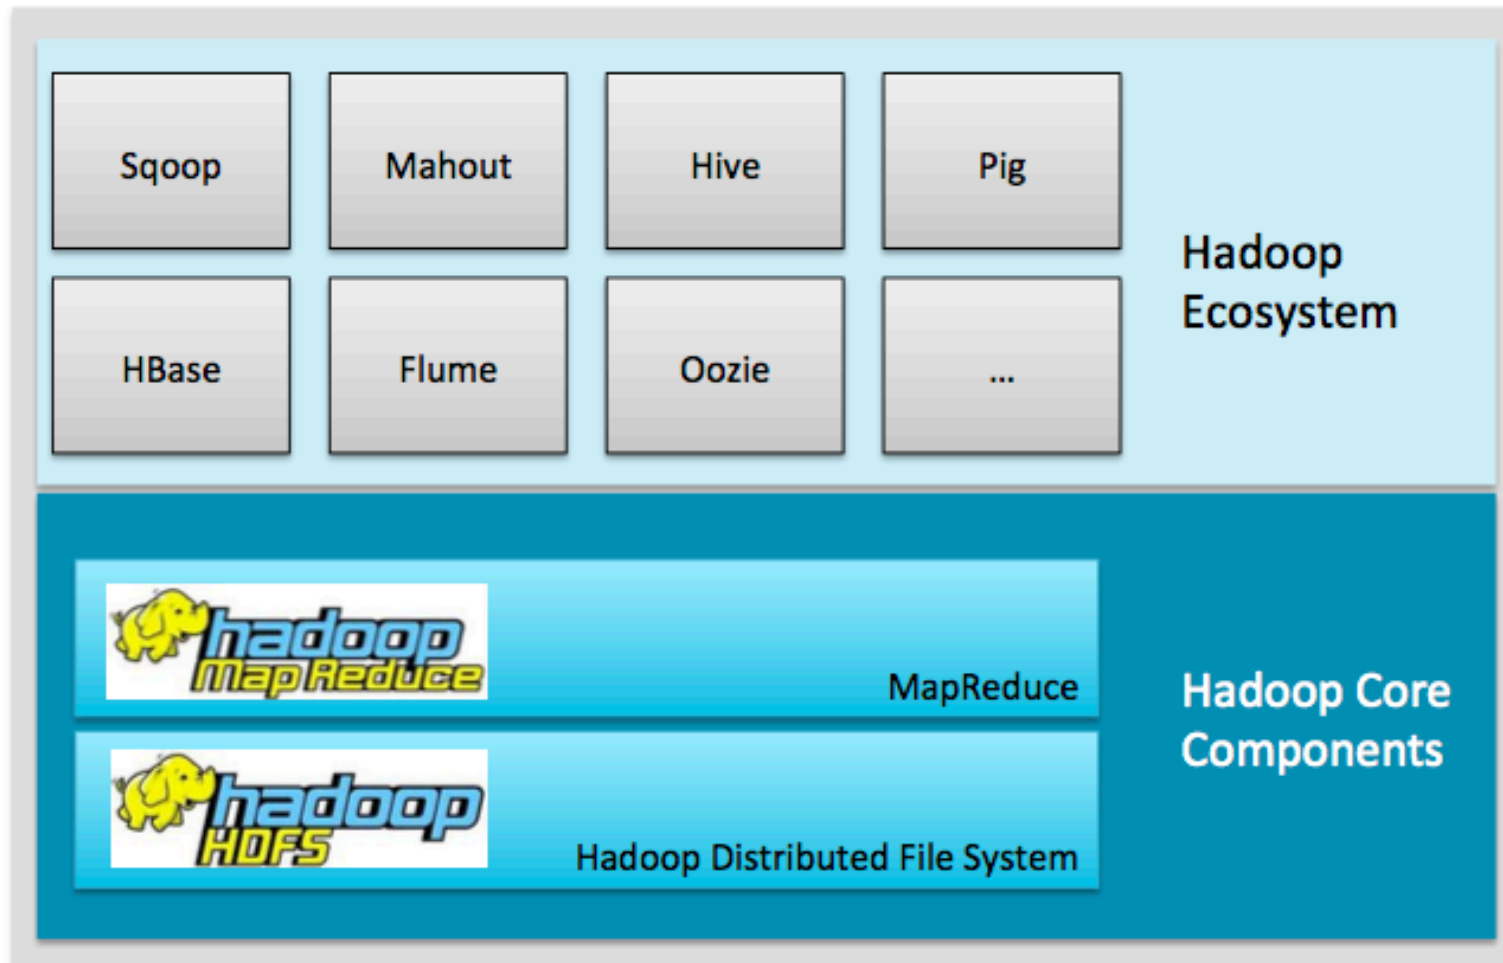 Sqoop
Mahout
Hive
Pig
HBase
Flume
Oozie
...
Hadoop
Ecosystem
hadoop
Map Reduce
MapReduce
hadoop
HDFS
Hadoop Distributed File System
Hadoop Core
Components